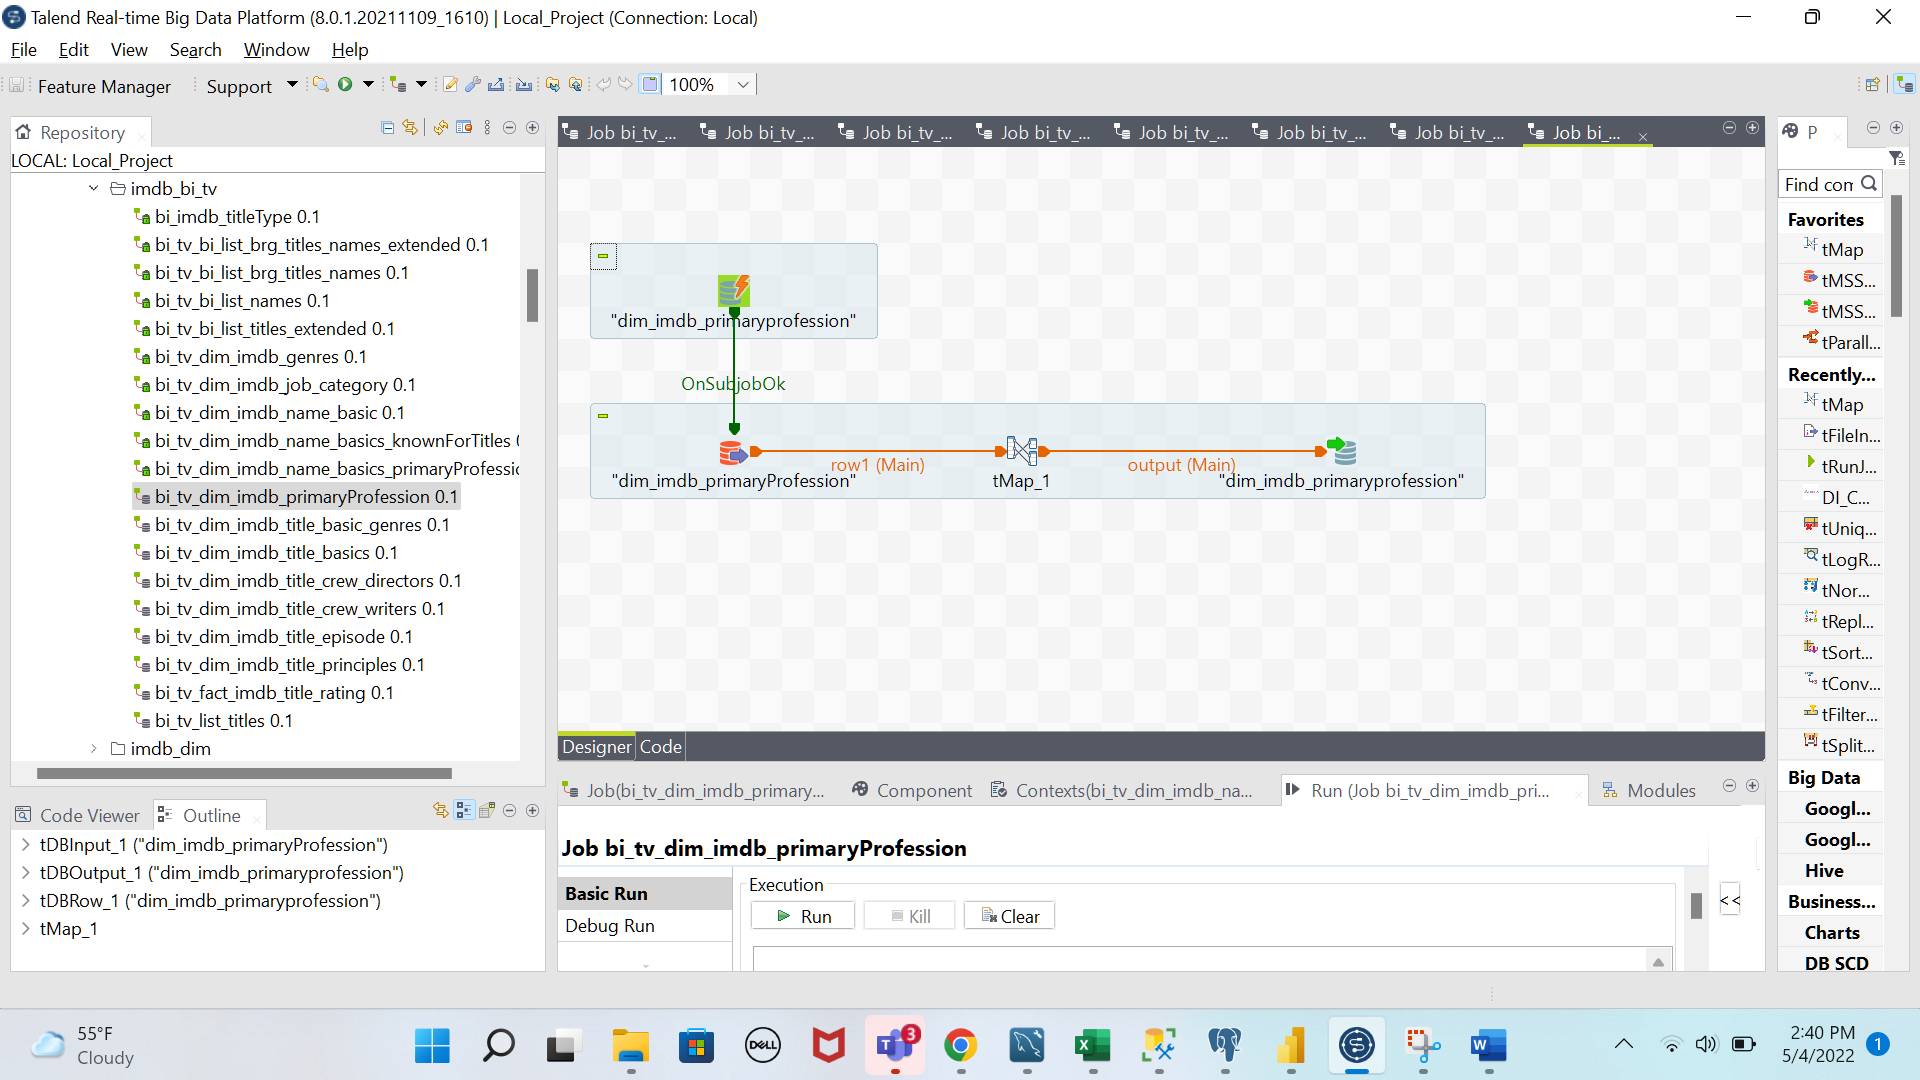 Talend Real-time Big Data Platform (8.0.1.20211109_1610) | Local_Project (Connection: Local)
File Edit View Search Window Help
Feature Manager Support 100%
Repository
LOCAL: Local_Project
imdb_bi_tv
bi_imdb_titleType 0.1
bi_tv_bi_list_brg_titles_names_extended 0.1
bi_tv_bi_list_brg_titles_names 0.1
bi_tv_bi_list_names 0.1
bi_tv_bi_list_titles_extended 0.1
bi_tv_dim_imdb_genres 0.1
bi_tv_dim_imdb_job_category 0.1
bi_tv_dim_imdb_name_basic 0.1
bi_tv_dim_imdb_name_basics_knownForTitles
bi_tv_dim_imdb_name_basics_primaryProfessio
bi_tv_dim_imdb_primaryProfession 0.1
bi_tv_dim_imdb_title_basic_genres 0.1
bi_tv_dim_imdb_title_basics 0.1
bi_tv_dim_imdb_title_crew_directors 0.1
bi_tv_dim_imdb_title_crew_writers 0.1
bi_tv_dim_imdb_title_episode 0.1
bi_tv_dim_imdb_title_principles 0.1
bi_tv_fact_imdb_title_rating 0.1
bi_tv_list_titles 0.1
imdb_dim
Code Viewer Outline
tDBInput_1 ("dim_imdb_primaryProfession")
tDBOutput_1 ("dim_imdb_primaryprofession")
tDBRow_1 ("dim_imdb_primaryprofession")
tMap_1
Job bi_tv_... Job bi_tv_... Job bi_tv_... Job bi_tv_... Job bi_tv_... Job bi_tv_... Job bi_tv_... Job bi_...
"dim_imdb_primaryprofession"
OnSubjobOk
row1 (Main) output (Main)
"dim_imdb_primaryProfession" tMap_1 "dim_imdb_primaryprofession"
Designer Code
Job(bi_tv_dim_imdb_primary... Component Contexts(bi_tv_dim_imdb_na... Run (Job bi_tv_dim_imdb_pri... Modules
Job bi_tv_dim_imdb_primaryProfession
Basic Run
Debug Run
Execution
Run Kill Clear
<<
P
Find con
Favorites
tMap
tMSS...
tMSS...
tParall...
Recently...
tMap
tFileIn...
tRunJ...
DI_C...
tUniq...
tLogR...
tNor...
tRepl...
tSort...
tConv...
tFilter...
tSplit...
Big Data
Googl...
Googl...
Hive
Business...
Charts
DB SCD
55°F
Cloudy
DELL
3
2:40 PM
5/4/2022
1